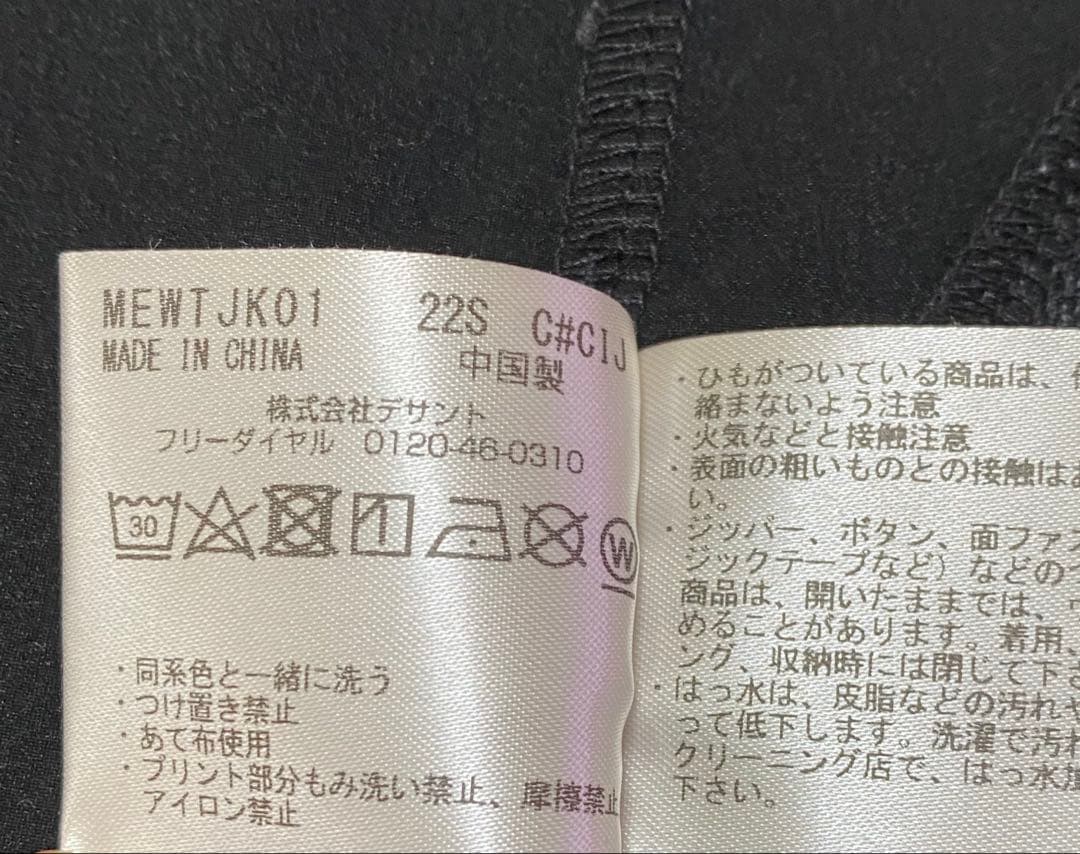 MEWTJK01 22S C#CIJ
MADE IN CHINA 中国製
株式会社デサント
フリーダイヤル 0120-46-0310
30
W
・同系色と一緒に洗う
・つけ置き禁止
・あて布使用
・プリント部分もみ洗い禁止、摩擦禁止
アイロン禁止
・ひもがついている商品は、
絡まないよう注意
・火気などと接触注意
・表面の粗いものとの接触は
い。
・ジッパー、ボタン、面ファス
ジックテープなど）などの
商品は、開いたままでは、
めることがあります。着用、
ング、収納時には閉じて下さ
・はっ水は、皮脂などの汚れや
って低下します。洗濯で汚れ
クリーニング店で、はっ水加
下さい。